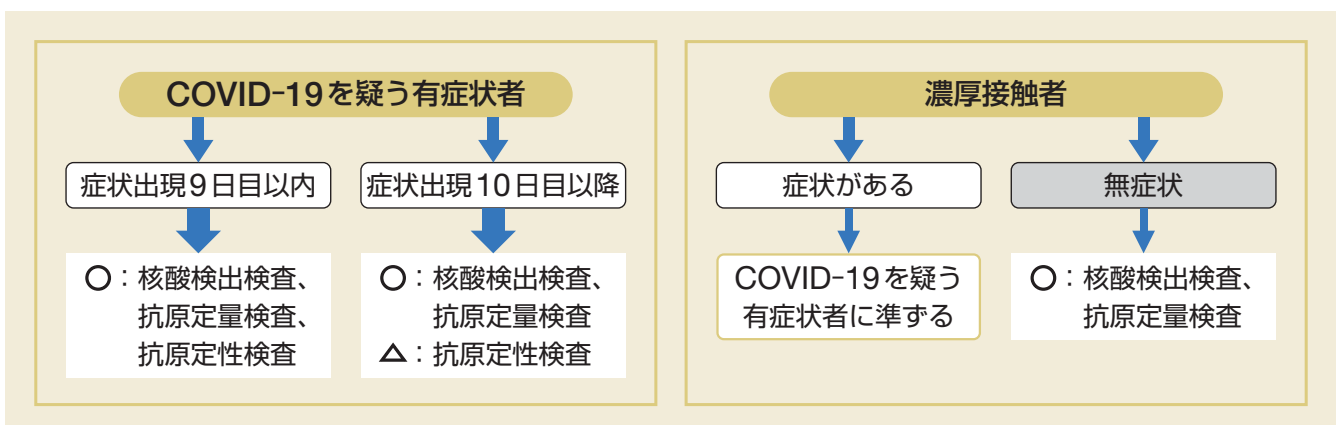 COVID-19を疑う有症状者
症状出現9日目以内
○：核酸検出検査、
抗原定量検査、
抗原定性検査
症状出現10日目以降
○：核酸検出検査、
抗原定量検査
△：抗原定性検査
濃厚接触者
症状がある
COVID-19を疑う
有症状者に準ずる
無症状
○：核酸検出検査、
抗原定量検査